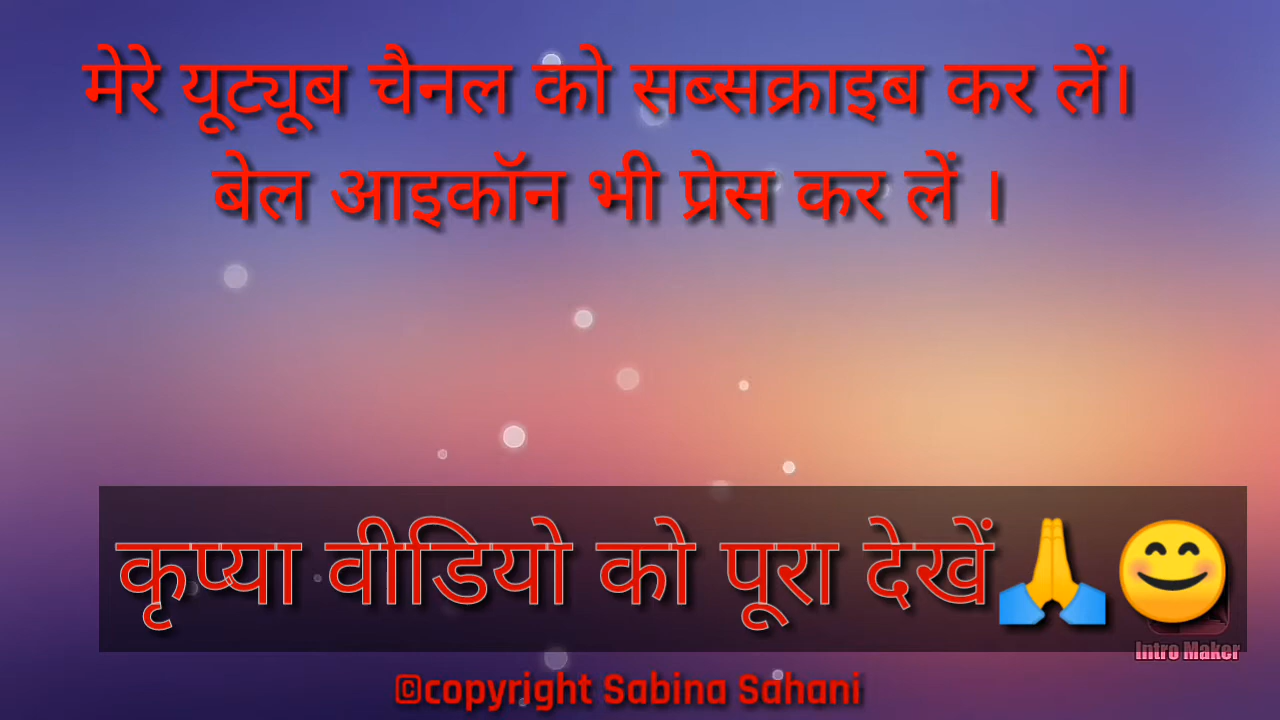 मेरे यूट्यूब चैनल को सब्सक्राइब कर लें।
बेल आइकॉन भी प्रेस कर लें ।
कृप्या वीडियो को पूरा देखें🙏😊
Intro Maker
©copyright Sabina Sahani